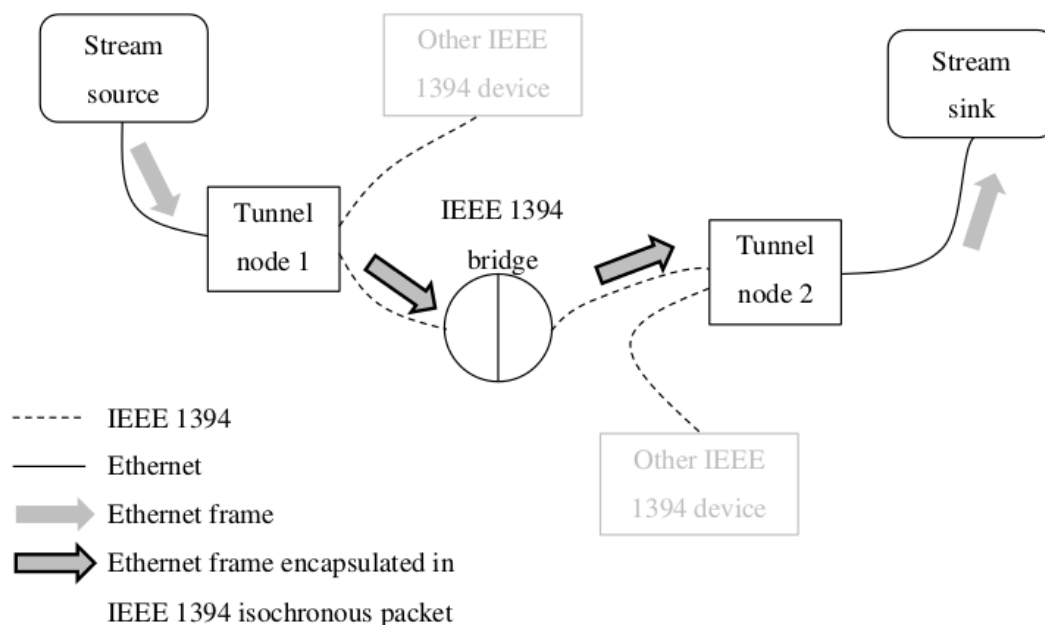 Stream
source
Other IEEE
1394 device
Stream
sink
Tunnel
node 1
IEEE 1394
bridge
Tunnel
node 2
Other IEEE
1394 device
IEEE 1394
Ethernet
Ethernet frame
Ethernet frame encapsulated in
IEEE 1394 isochronous packet